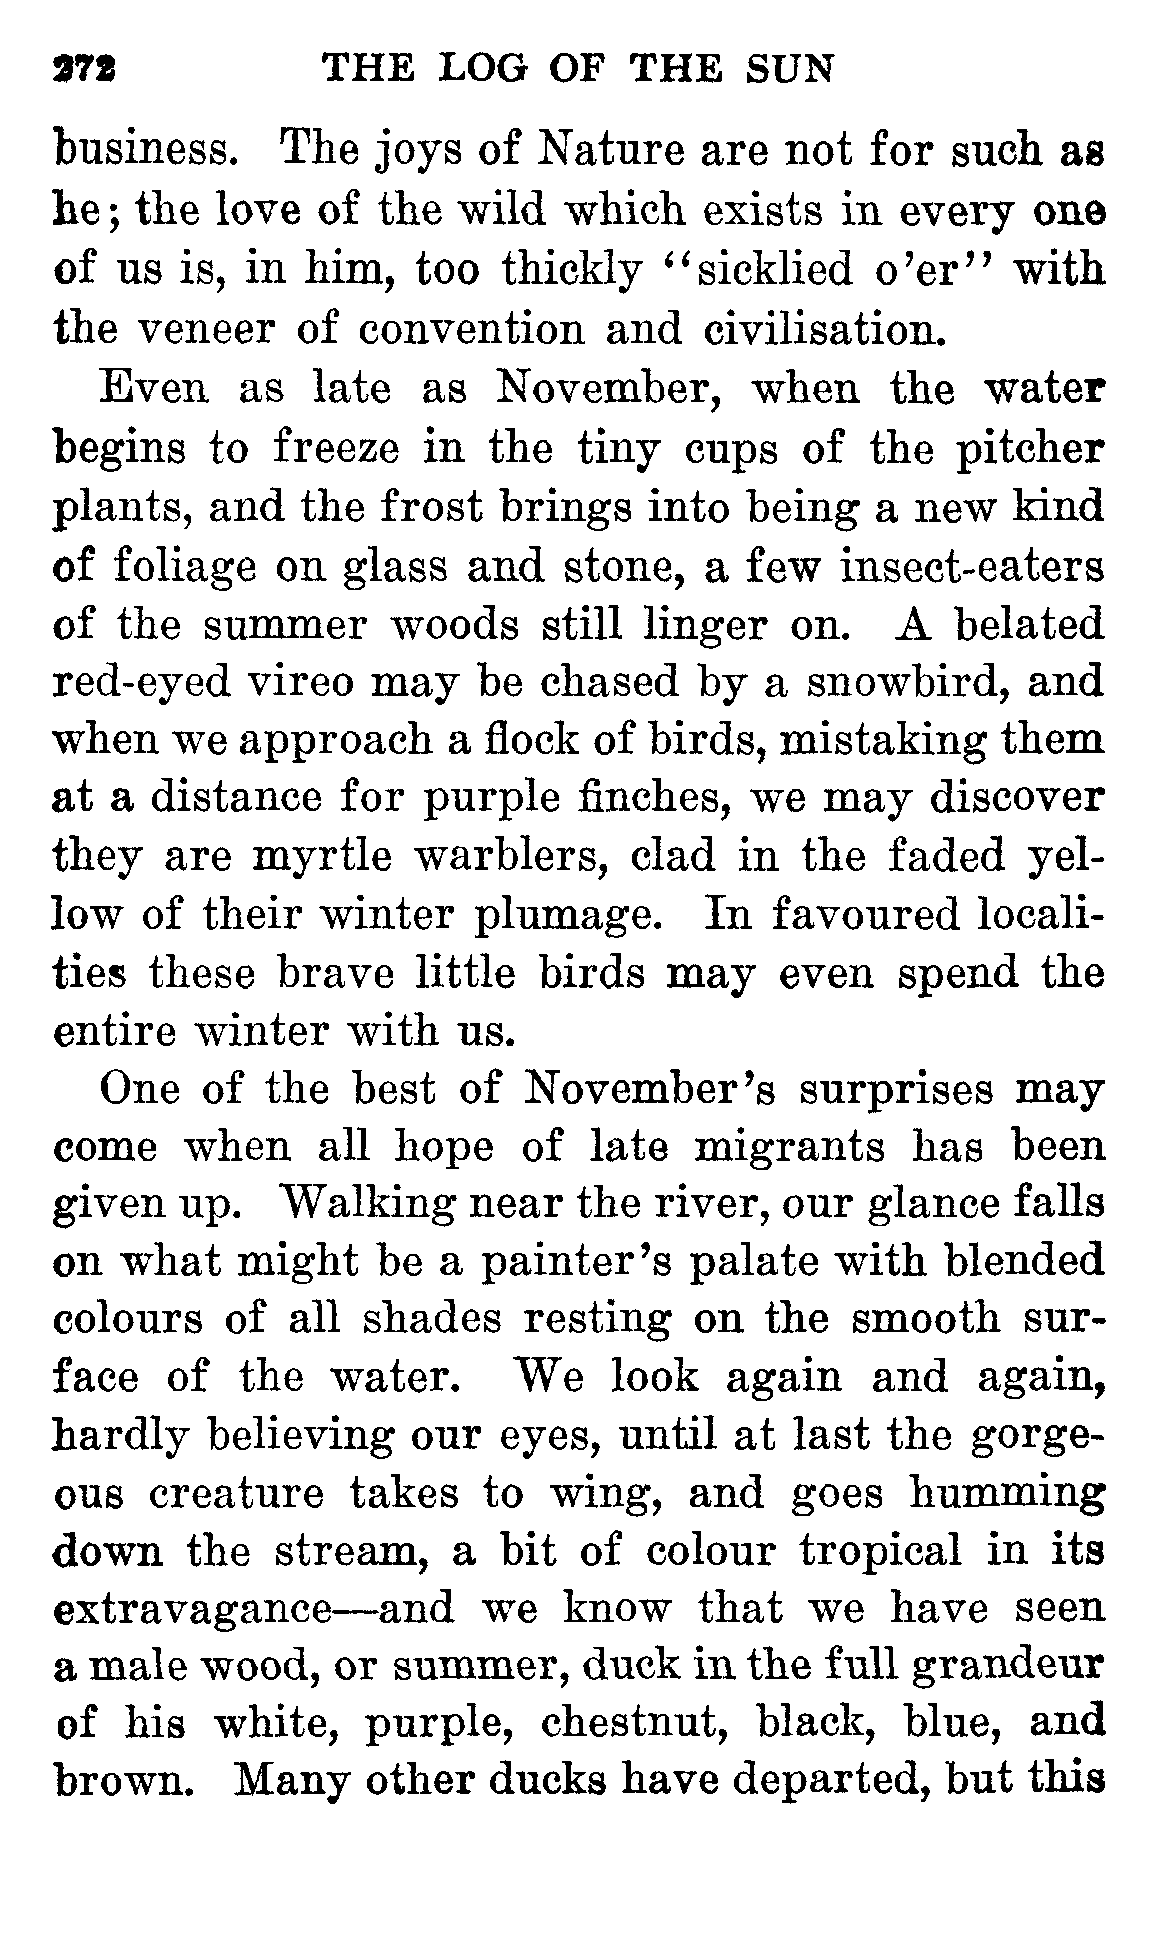 272 THE LOG OF THE SUN
business. The joys of Nature are not for such as
he; the love of the wild which exists in every one
of us is, in him, too thickly "sicklied o'er" with
the veneer of convention and civilisation.
Even as late as November, when the water
begins to freeze in the tiny cups of the pitcher
plants, and the frost brings into being a new kind
of foliage on glass and stone, a few insect-eaters
of the summer woods still linger on. A belated
red-eyed vireo may be chased by a snowbird, and
when we approach a flock of birds, mistaking them
at a distance for purple finches, we may discover
they are myrtle warblers, clad in the faded yel-
low of their winter plumage. In favoured locali-
ties these brave little birds may even spend the
entire winter with us.
One of the best of November's surprises may
come when all hope of late migrants has been
given up. Walking near the river, our glance falls
on what might be a painter's palate with blended
colours of all shades resting on the smooth sur-
face of the water. We look again and again,
hardly believing our eyes, until at last the gorge-
ous creature takes to wing, and goes humming
down the stream, a bit of colour tropical in its
extravagance—and we know that we have seen
a male wood, or summer, duck in the full grandeur
of his white, purple, chestnut, black, blue, and
brown. Many other ducks have departed, but this